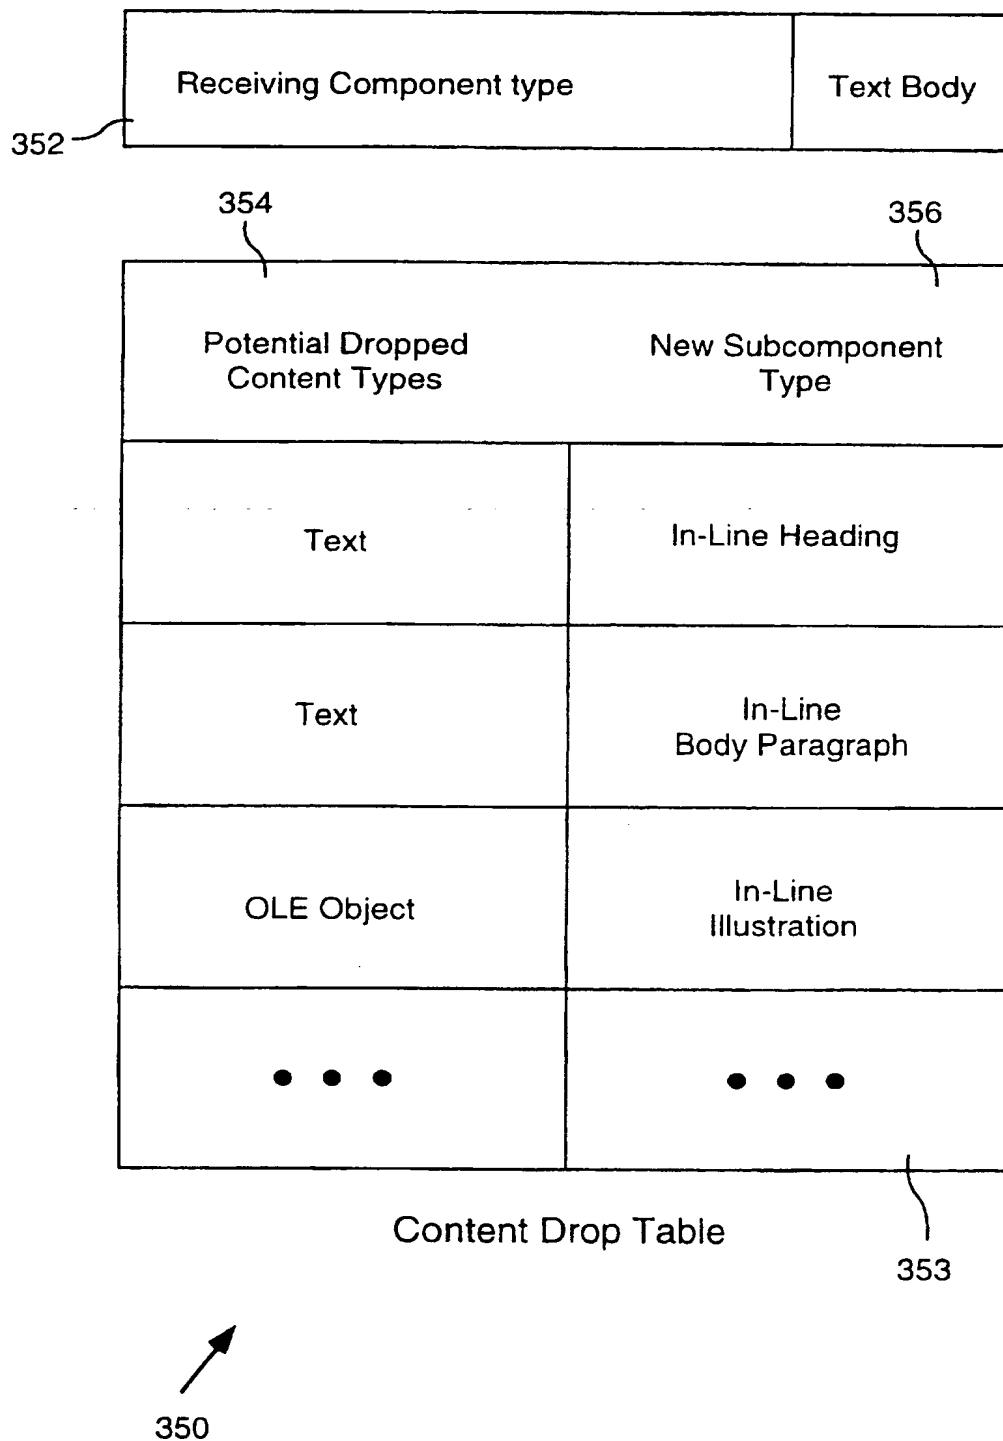 Receiving Component type Text Body
352
354 356
Potential Dropped New Subcomponent
Content Types Type
Text In-Line Heading
Text In-Line
Body Paragraph
OLE Object In-Line
Illustration
Content Drop Table
353
350